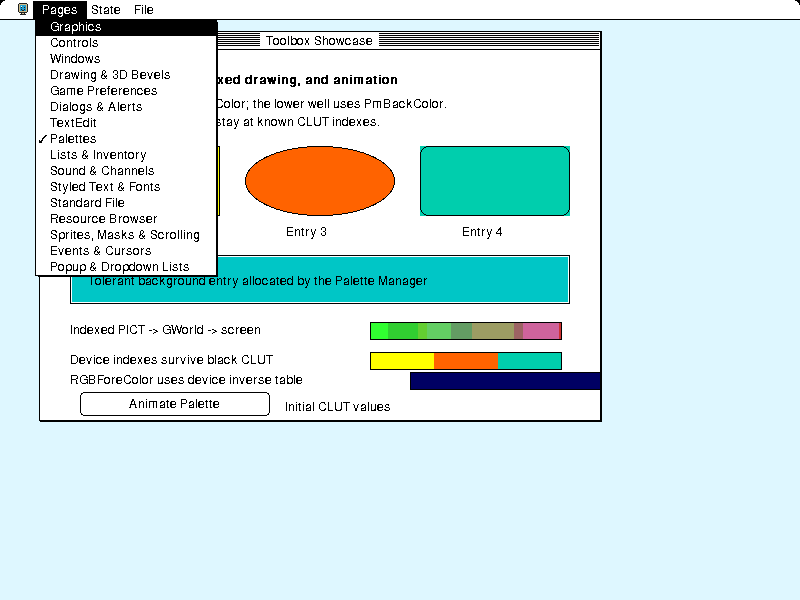 Pages State File
Graphics
Controls
Windows
Drawing & 3D Bevels
Game Preferences
Dialogs & Alerts
TextEdit
✓Palettes
Lists & Inventory
Sound & Channels
Styled Text & Fonts
Standard File
Resource Browser
Sprites, Masks & Scrolling
Events & Cursors
Popup & Dropdown Lists
Toolbox Showcase
drawing, and animation
the lower well uses PmBackColor.
stay at known CLUT indexes.
Entry 3 Entry 4
Tolerant background entry allocated by the Palette Manager
Indexed PICT -> GWorld -> screen
Device indexes survive black CLUT
RGBForeColor uses device inverse table
Animate Palette Initial CLUT values